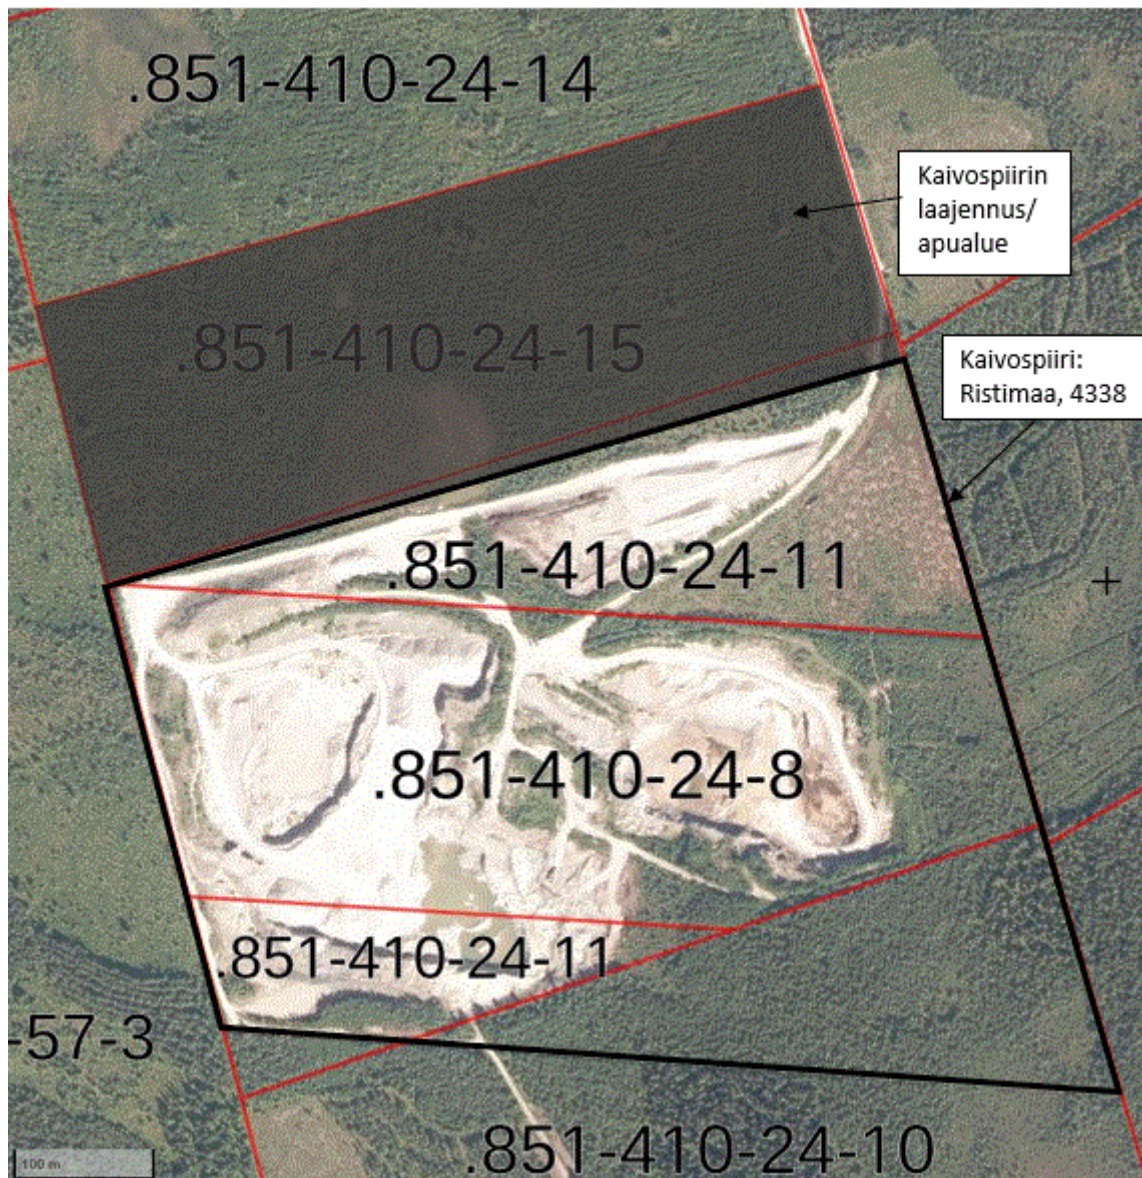 .851-410-24-14
Kaivospiirin
laajennus/
apualue
.851-410-24-15
Kaivospiiri:
Ristimaa, 4338
.851-410-24-11
.851-410-24-8
.851-410-24-11
-57-3
.851-410-24-10
100 m